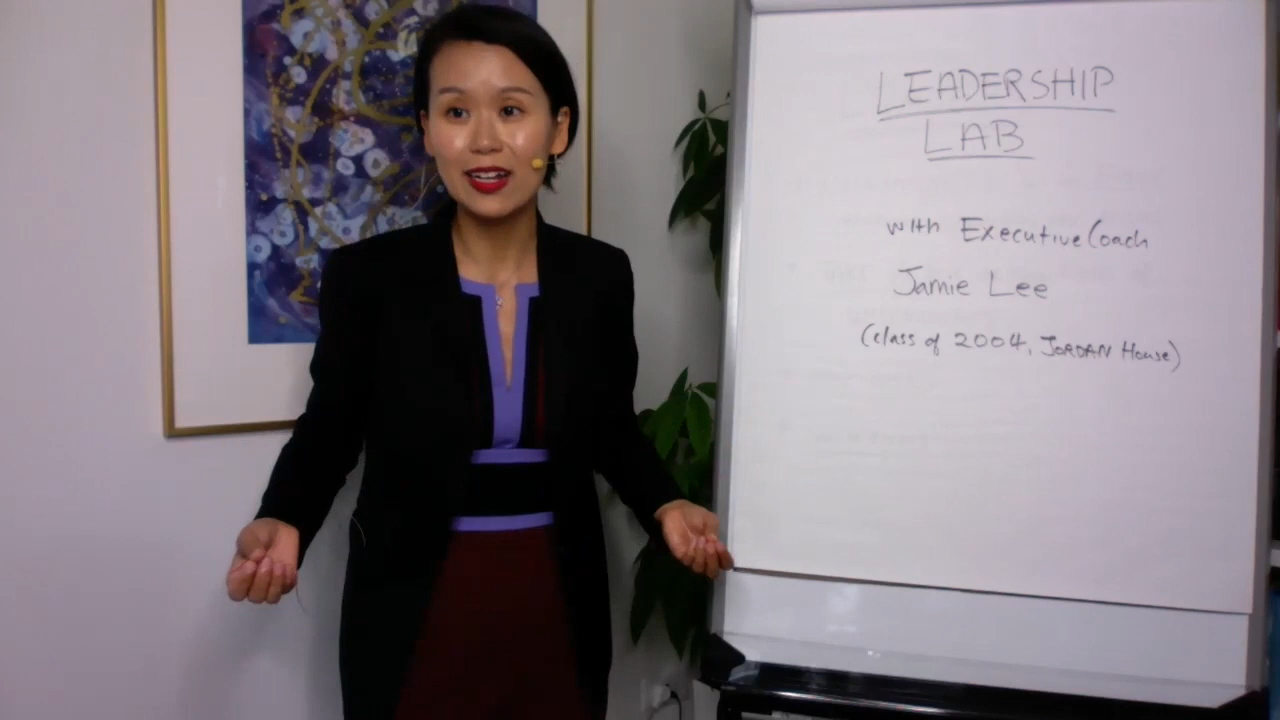 LEADERSHIP
LAB
with Executive Coach
Jamie Lee
(class of 2004, JORDAN House)